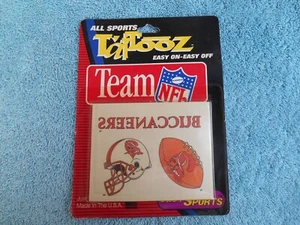 ALL SPORTS
TATTOOZ
EASY ON-EASY OFF
Team
NFL
BUCCANEERS
Made In The U.S.A.
SPORTS